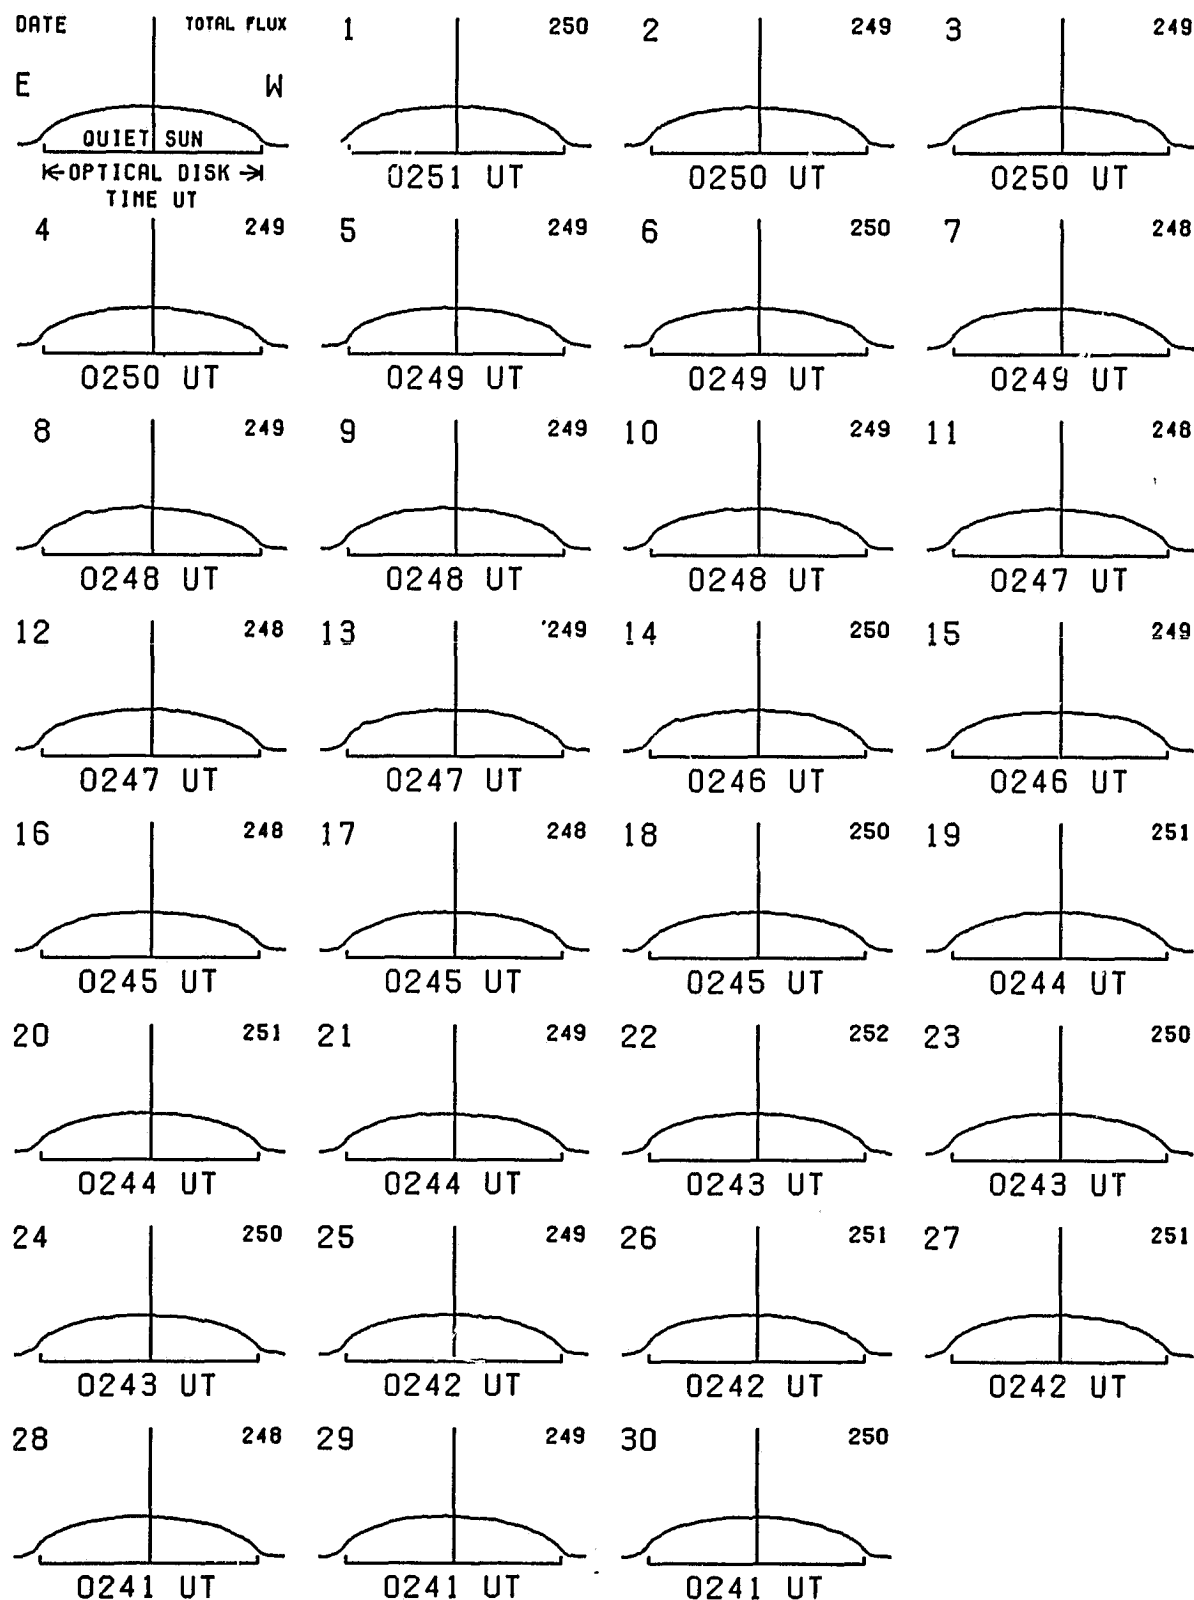 DATE TOTAL FLUX 1 250 2 249 3 249
E W
QUIET SUN
OPTICAL DISK 0251 UT 0250 UT 0250 UT
TIME UT
4 249 5 249 6 250 7 248
0250 UT 0249 UT 0249 UT 0249 UT
8 249 9 249 10 249 11 248
0248 UT 0248 UT 0248 UT 0247 UT
12 248 13 249 14 250 15 249
0247 UT 0247 UT 0246 UT 0246 UT
16 248 17 248 18 250 19 251
0245 UT 0245 UT 0245 UT 0244 UT
20 251 21 249 22 252 23 250
0244 UT 0244 UT 0243 UT 0243 UT
24 250 25 249 26 251 27 251
0243 UT 0242 UT 0242 UT 0242 UT
28 248 29 249 30 250
0241 UT 0241 UT 0241 UT